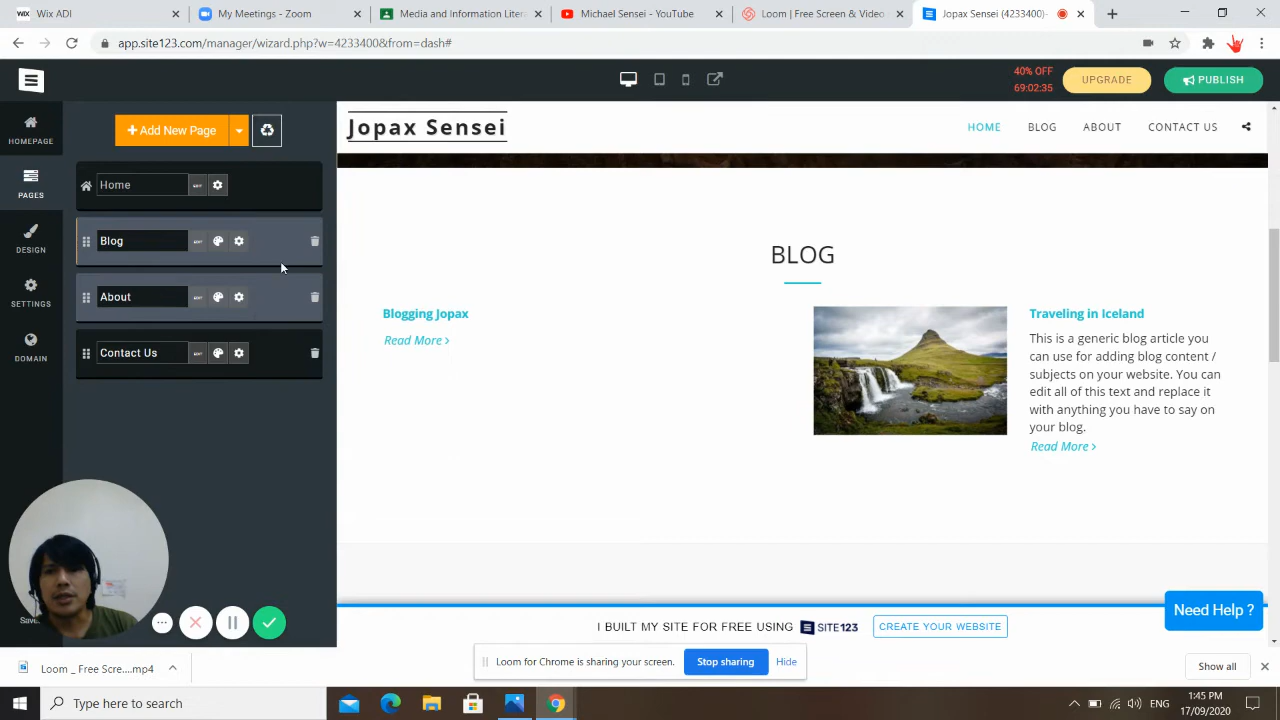 Wix ADI
My Meetings - Zoom
Media and Information Litera
Michael Sensei - YouTube
Loom | Free Screen & Video
Jopax Sensei (4233400)-
app.site123.com/manager/wizard.php?w=4233400&from=dash#
40% OFF
69:02:35
UPGRADE
PUBLISH
HOMEPAGE
PAGES
DESIGN
SETTINGS
DOMAIN
+ Add New Page
Home
EDIT
Blog
EDIT
About
EDIT
Contact Us
EDIT
Jopax Sensei
HOME
BLOG
ABOUT
CONTACT US
BLOG
Blogging Jopax
Read More >
Traveling in Iceland
This is a generic blog article you
can use for adding blog content /
subjects on your website. You can
edit all of this text and replace it
with anything you have to say on
your blog.
Read More >
Need Help ?
I BUILT MY SITE FOR FREE USING
SITE123
CREATE YOUR WEBSITE
Loom for Chrome is sharing your screen.
Stop sharing
Hide
Loom _ Free Scre....mp4
Show all
Type here to search
ENG
1:45 PM
17/09/2020